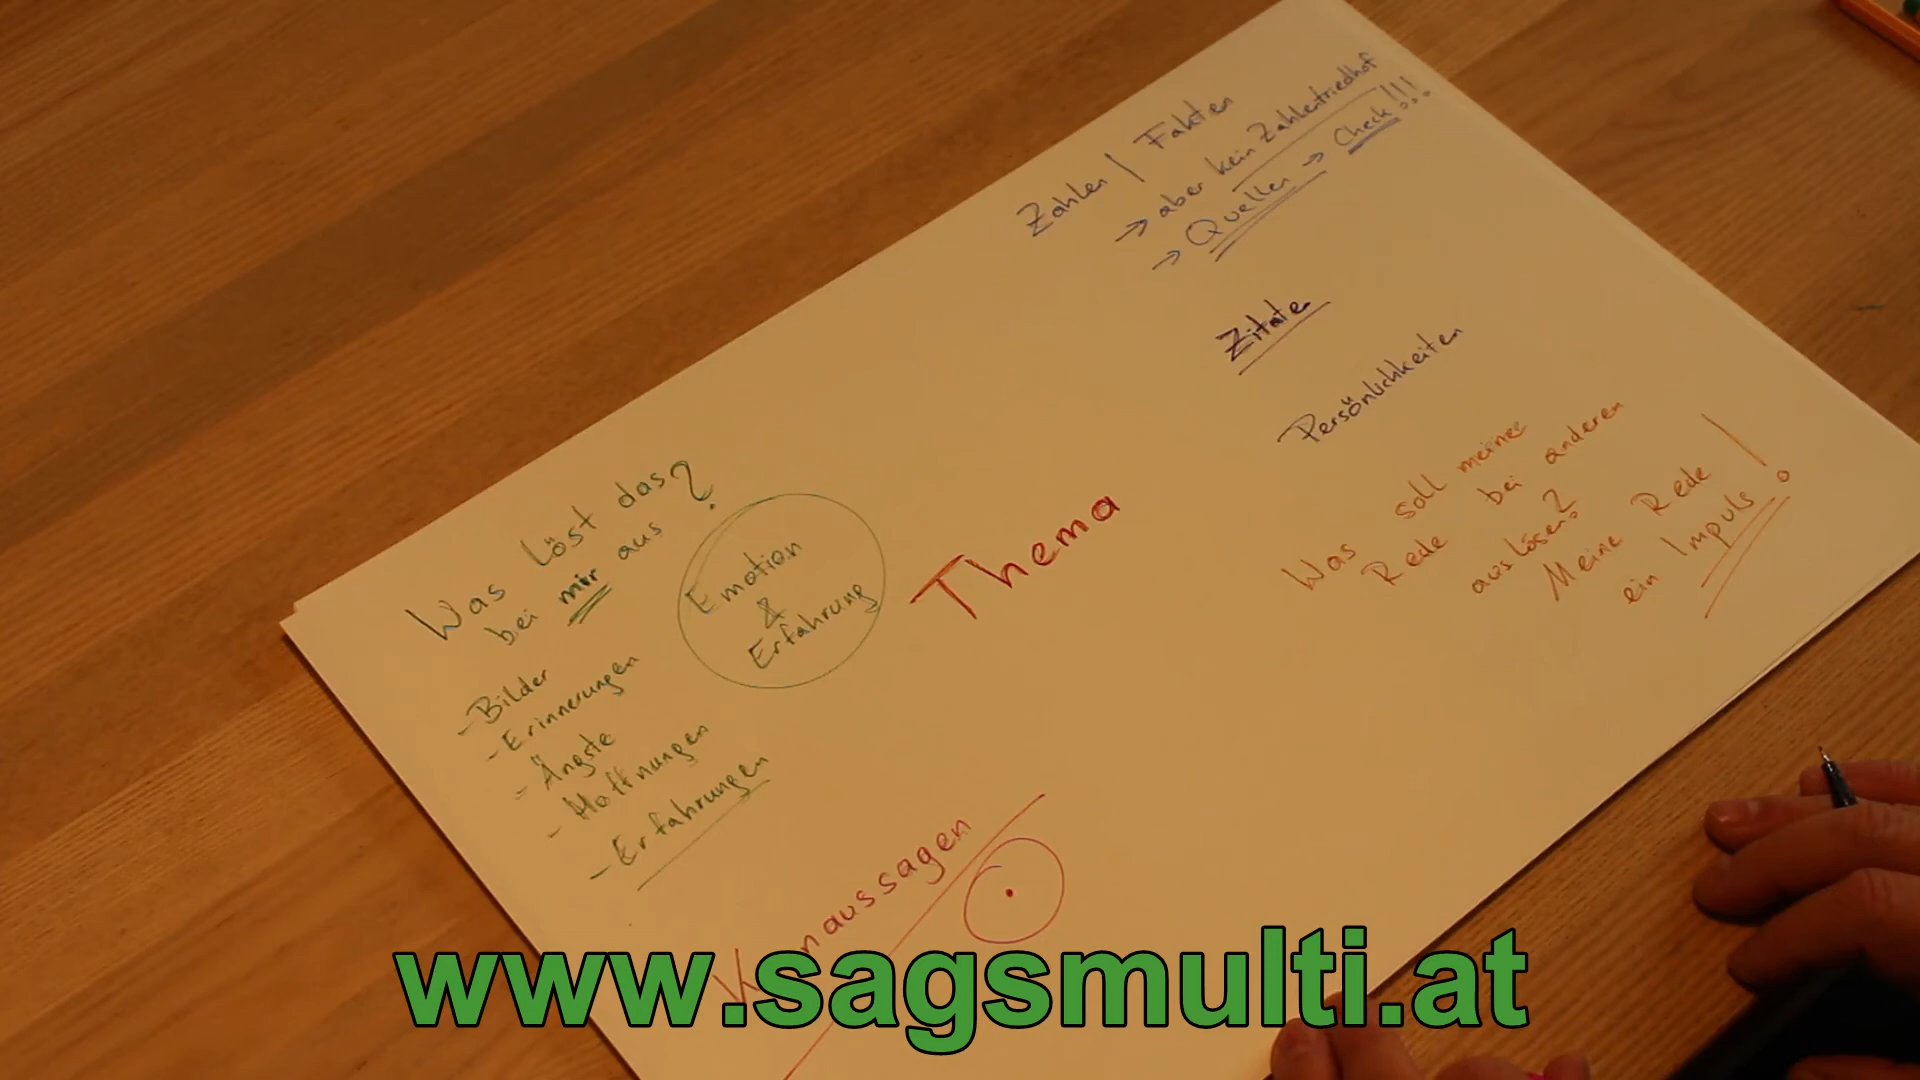 Zahlen / Fakten
→ aber kein Zahlenfriedhof
→ Quellen → Check!!!
Zitate
Persönlichkeiten
Was soll meine
Rede bei anderen
auslösen?
Meine Rede
ein Impuls!
Thema
Was löst das
bei mir aus?
Emotion
&
Erfahrung
- Bilder
- Erinnerungen
- Ängste
- Hoffnungen
- Erfahrungen
www.sagsmulti.at